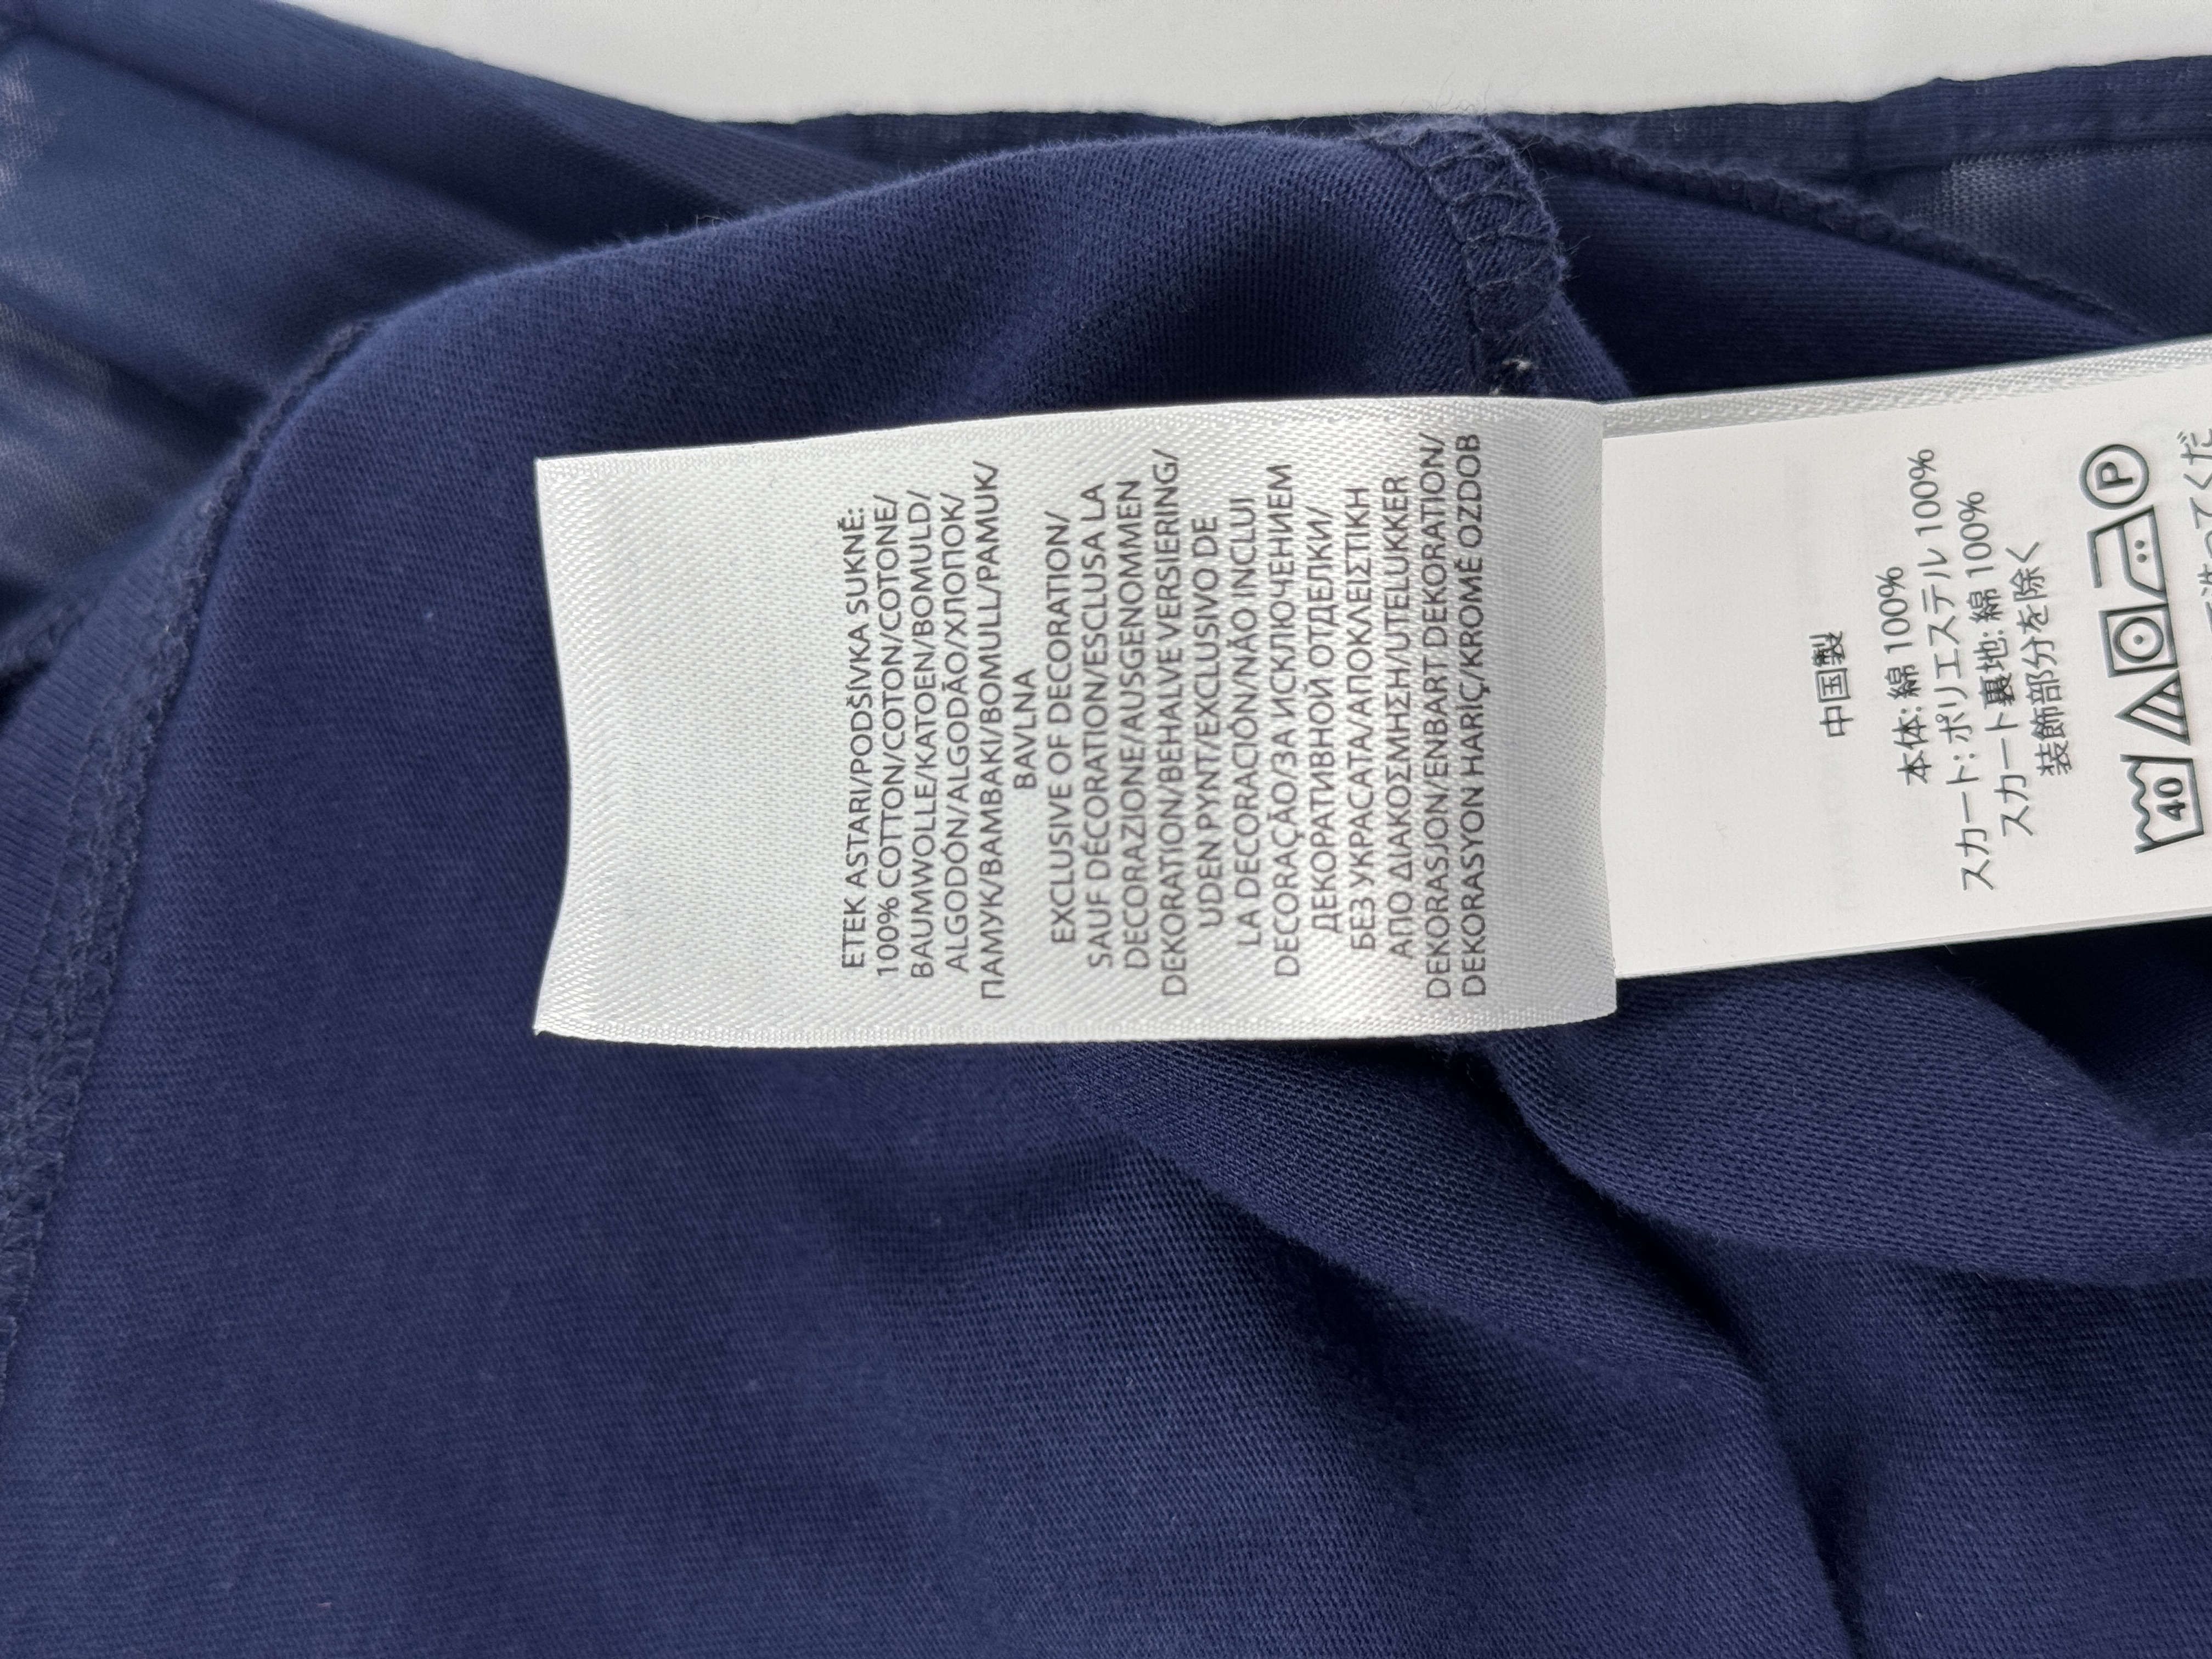 ETEK ASTARI/PODŠÍVKA SUKNĚ:
100% COTTON/COTON/COTONE/
BAUMWOLLE/KATOEN/BOMULD/
ALGODÓN/ALGODÃO/ХЛОПОК/
ПАМУК/ΒΑΜΒΑΚΙ/BOMULL/PAMUK/
BAVLNA
EXCLUSIVE OF DECORATION/
SAUF DÉCORATION/ESCLUSA LA
DECORAZIONE/AUSGENOMMEN
DEKORATION/BEHALVE VERSIERING/
UDEN PYNT/EXCLUSIVO DE
LA DECORACIÓN/NÃO INCLUI
DECORAÇÃO/ЗА ИСКЛЮЧЕНИЕМ
ДЕКОРАТИВНОЙ ОТДЕЛКИ/
БЕЗ УКРАСАТА/ΑΠΟΚΛΕΙΣΤΙΚΗ
ΑΠΟ ΔΙΑΚΟΣΜΗΣΗ/UTELUKKER
DEKORASJON/ENBART DEKORATION/
DEKORASYON HARİÇ/KROMĚ OZDOB
中国製
本体: 綿 100%
スカート: ポリエステル 100%
スカート裏地: 綿 100%
装飾部分を除く
40 P